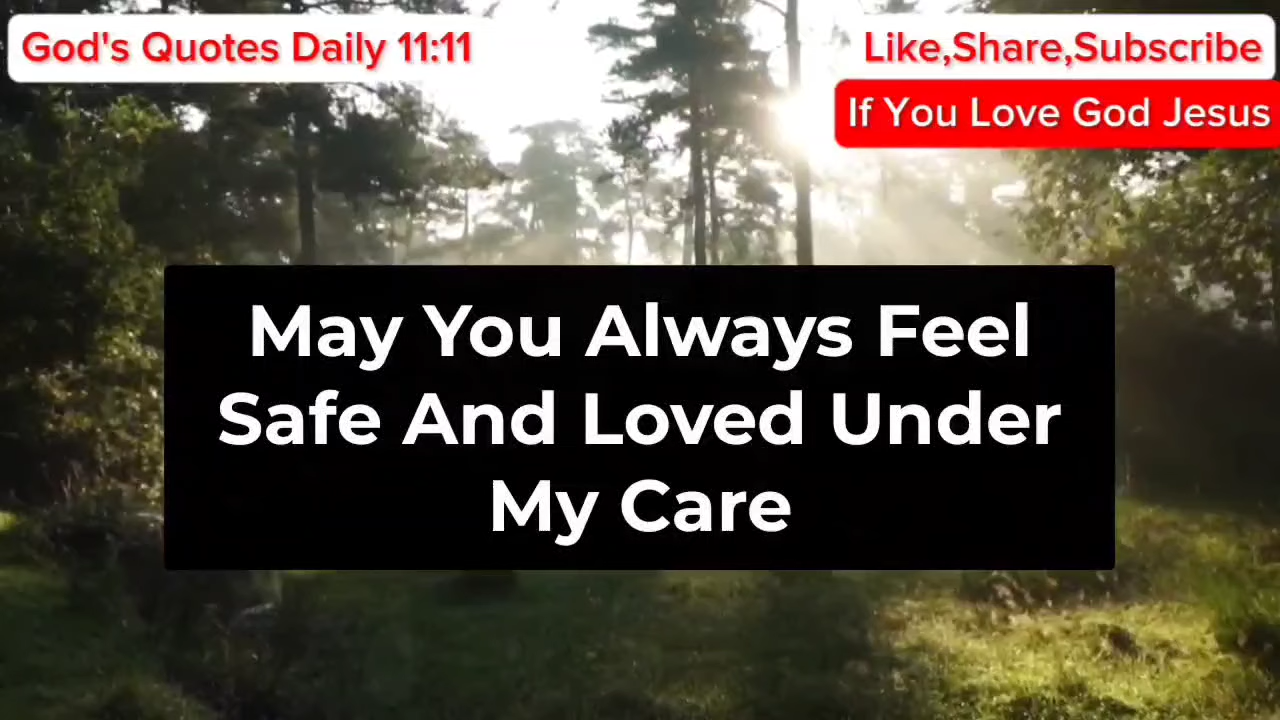 God's Quotes Daily 11:11
Like,Share,Subscribe
If You Love God Jesus
May You Always Feel
Safe And Loved Under
My Care